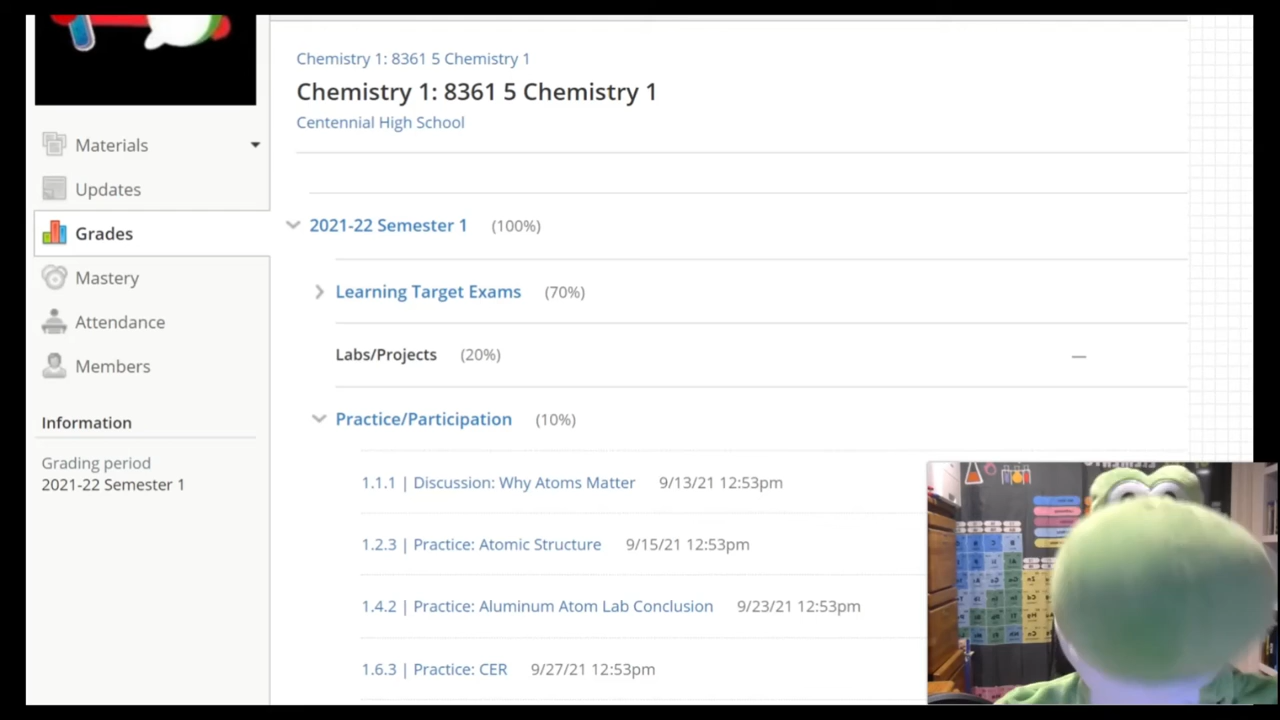 Chemistry 1: 8361 5 Chemistry 1
Chemistry 1: 8361 5 Chemistry 1
Centennial High School
Materials
Updates
Grades
Mastery
Attendance
Members
Information
Grading period
2021-22 Semester 1
2021-22 Semester 1 (100%)
Learning Target Exams (70%)
Labs/Projects (20%) —
Practice/Participation (10%)
1.1.1 | Discussion: Why Atoms Matter 9/13/21 12:53pm
1.2.3 | Practice: Atomic Structure 9/15/21 12:53pm
1.4.2 | Practice: Aluminum Atom Lab Conclusion 9/23/21 12:53pm
1.6.3 | Practice: CER 9/27/21 12:53pm